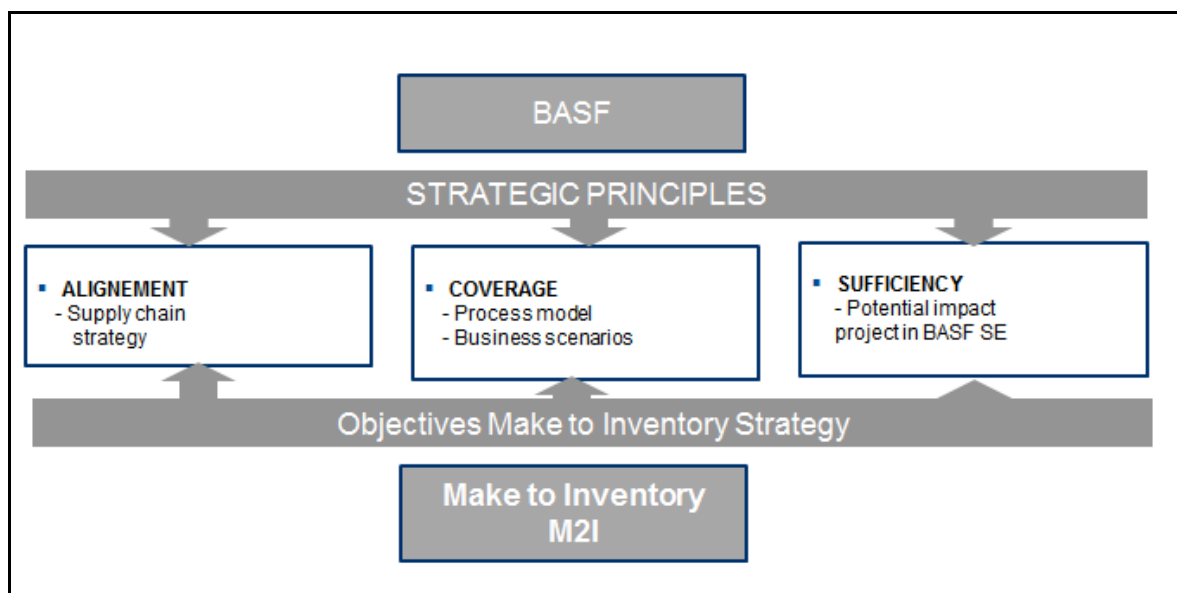 BASF
STRATEGIC PRINCIPLES
▪ ALIGNEMENT
- Supply chain
strategy
▪ COVERAGE
- Process model
- Business scenarios
▪ SUFFICIENCY
- Potential impact
project in BASF SE
Objectives Make to Inventory Strategy
Make to Inventory
M2I